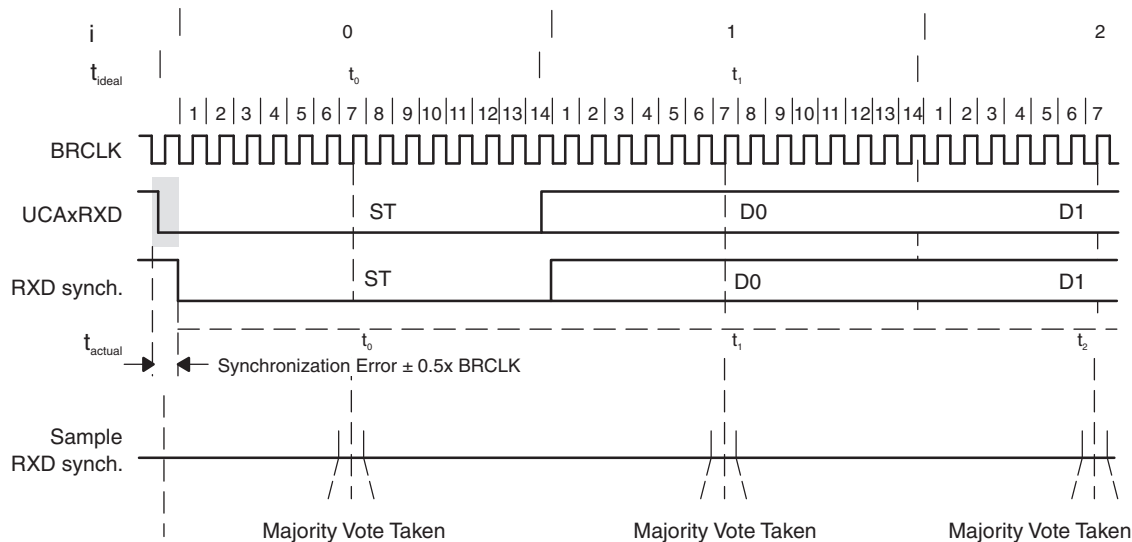 i 0 1 2
tideal t0 t1
1 2 3 4 5 6 7 8 9 10 11 12 13 14 1 2 3 4 5 6 7 8 9 10 11 12 13 14 1 2 3 4 5 6 7
BRCLK
UCAxRXD ST D0 D1
RXD synch. ST D0 D1
tactual t0 t1 t2
Synchronization Error ± 0.5x BRCLK
Sample
RXD synch.
Majority Vote Taken Majority Vote Taken Majority Vote Taken